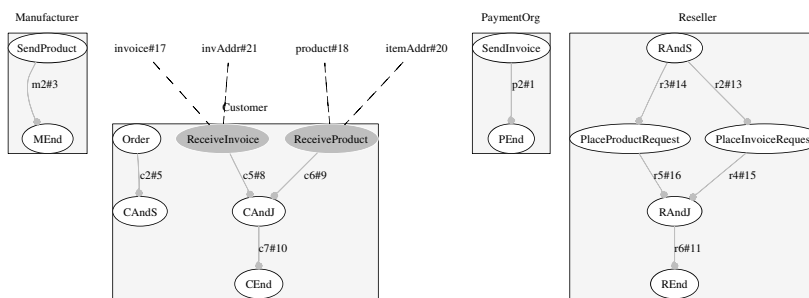 Manufacturer
PaymentOrg
Reseller
SendProduct
invoice#17
invAddr#21
product#18
itemAddr#20
SendInvoice
RAndS
m2#3
p2#1
r3#14
r2#13
Customer
MEnd
Order
ReceiveInvoice
ReceiveProduct
PEnd
PlaceProductRequest
PlaceInvoiceRequest
c2#5
c5#8
c6#9
r5#16
r4#15
CAndS
CAndJ
RAndJ
c7#10
r6#11
CEnd
REnd